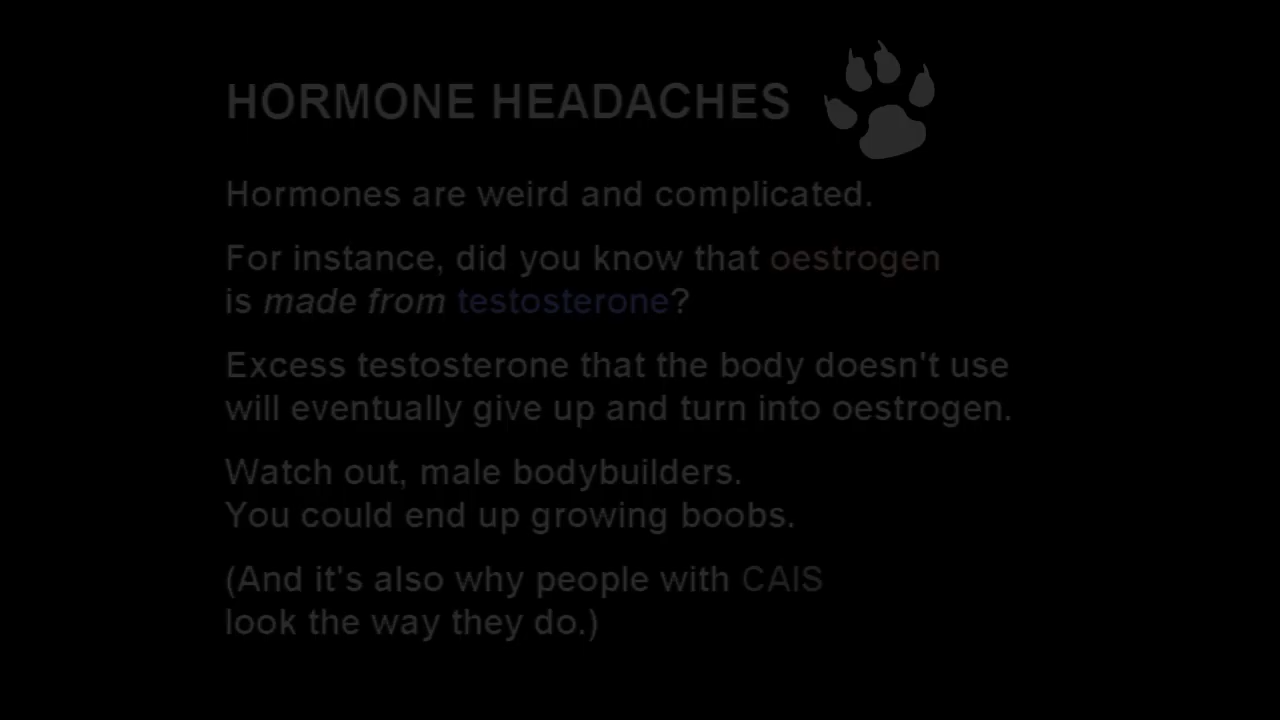 HORMONE HEADACHES
Hormones are weird and complicated.
For instance, did you know that oestrogen
is made from testosterone?
Excess testosterone that the body doesn't use
will eventually give up and turn into oestrogen.
Watch out, male bodybuilders.
You could end up growing boobs.
(And it's also why people with CAIS
look the way they do.)